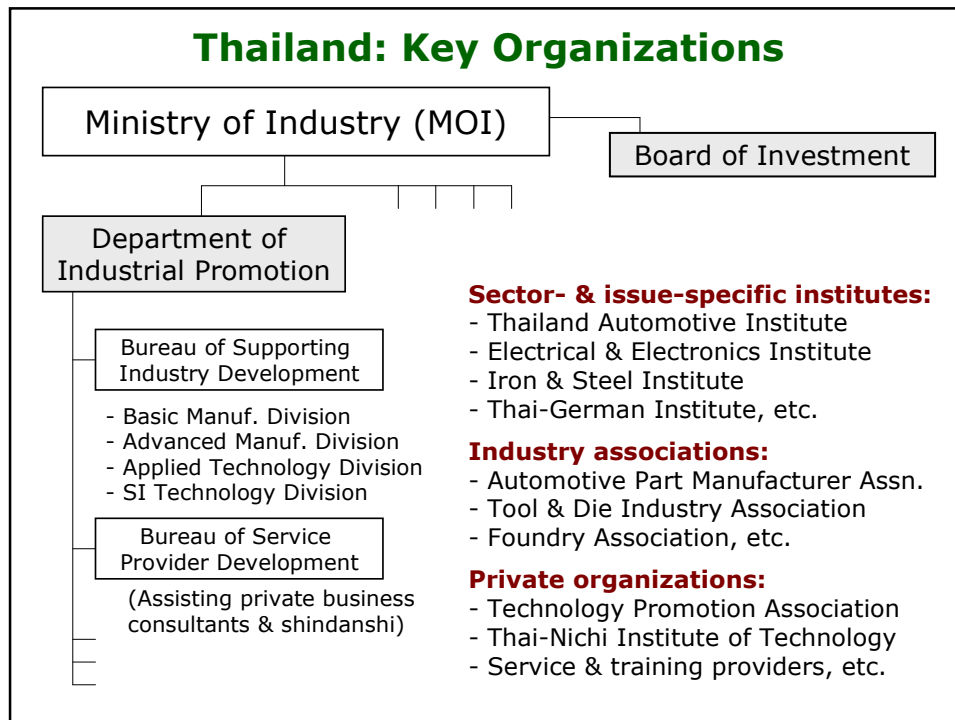 Thailand: Key Organizations
Ministry of Industry (MOI)
Board of Investment
Department of
Industrial Promotion
Bureau of Supporting
Industry Development
- Basic Manuf. Division
- Advanced Manuf. Division
- Applied Technology Division
- SI Technology Division
Bureau of Service
Provider Development
(Assisting private business
consultants & shindanshi)
Sector- & issue-specific institutes:
- Thailand Automotive Institute
- Electrical & Electronics Institute
- Iron & Steel Institute
- Thai-German Institute, etc.
Industry associations:
- Automotive Part Manufacturer Assn.
- Tool & Die Industry Association
- Foundry Association, etc.
Private organizations:
- Technology Promotion Association
- Thai-Nichi Institute of Technology
- Service & training providers, etc.